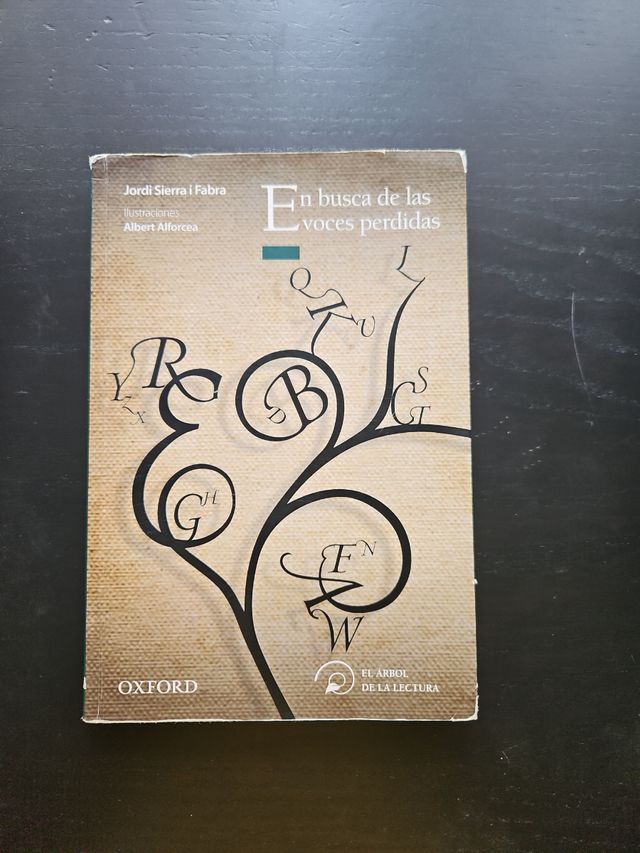 Jordi Sierra i Fabra
Ilustraciones
Albert Alforcea
En busca de las
voces perdidas
L
Q
K U
R
Y
Z X
E
D B
S
C T
G H
F N
W
OXFORD
EL ÁRBOL
DE LA LECTURA